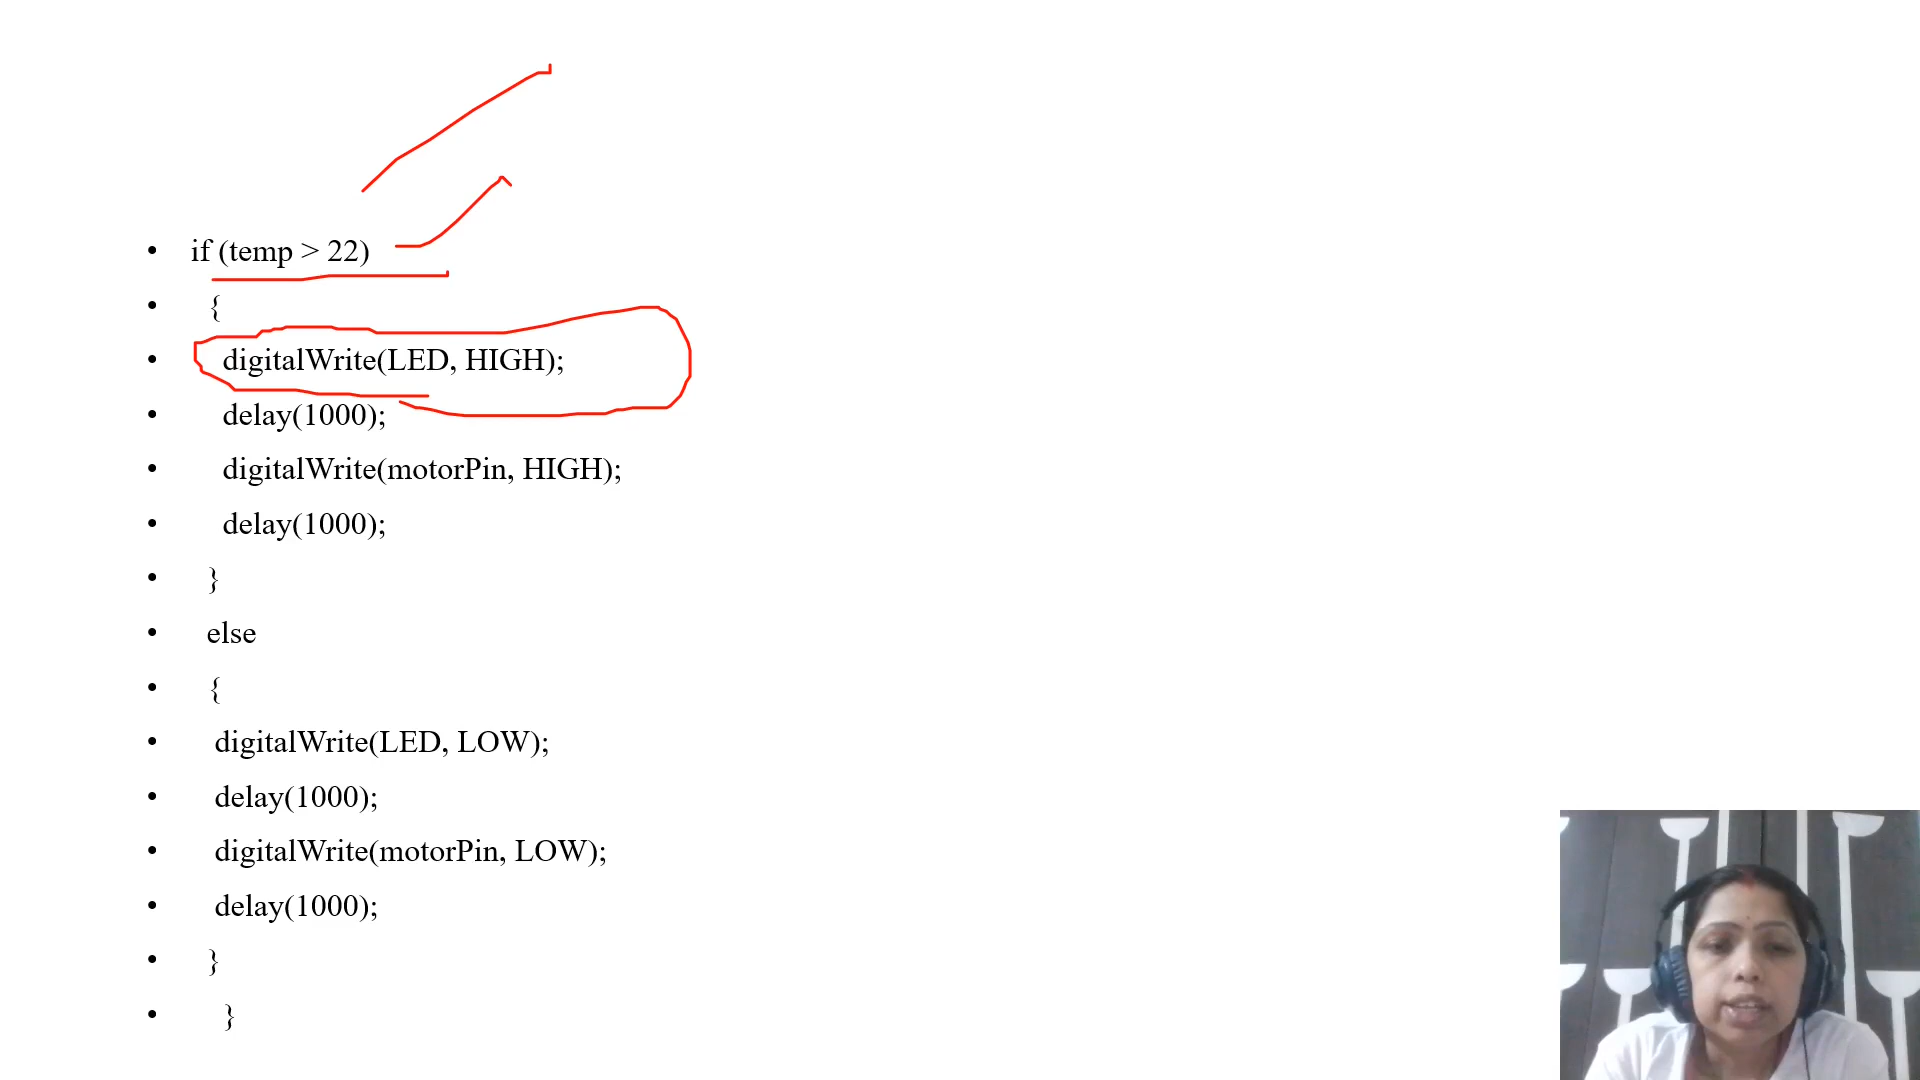 • if (temp > 22)
• {
• digitalWrite(LED, HIGH);
• delay(1000);
• digitalWrite(motorPin, HIGH);
• delay(1000);
• }
• else
• {
• digitalWrite(LED, LOW);
• delay(1000);
• digitalWrite(motorPin, LOW);
• delay(1000);
• }
• }